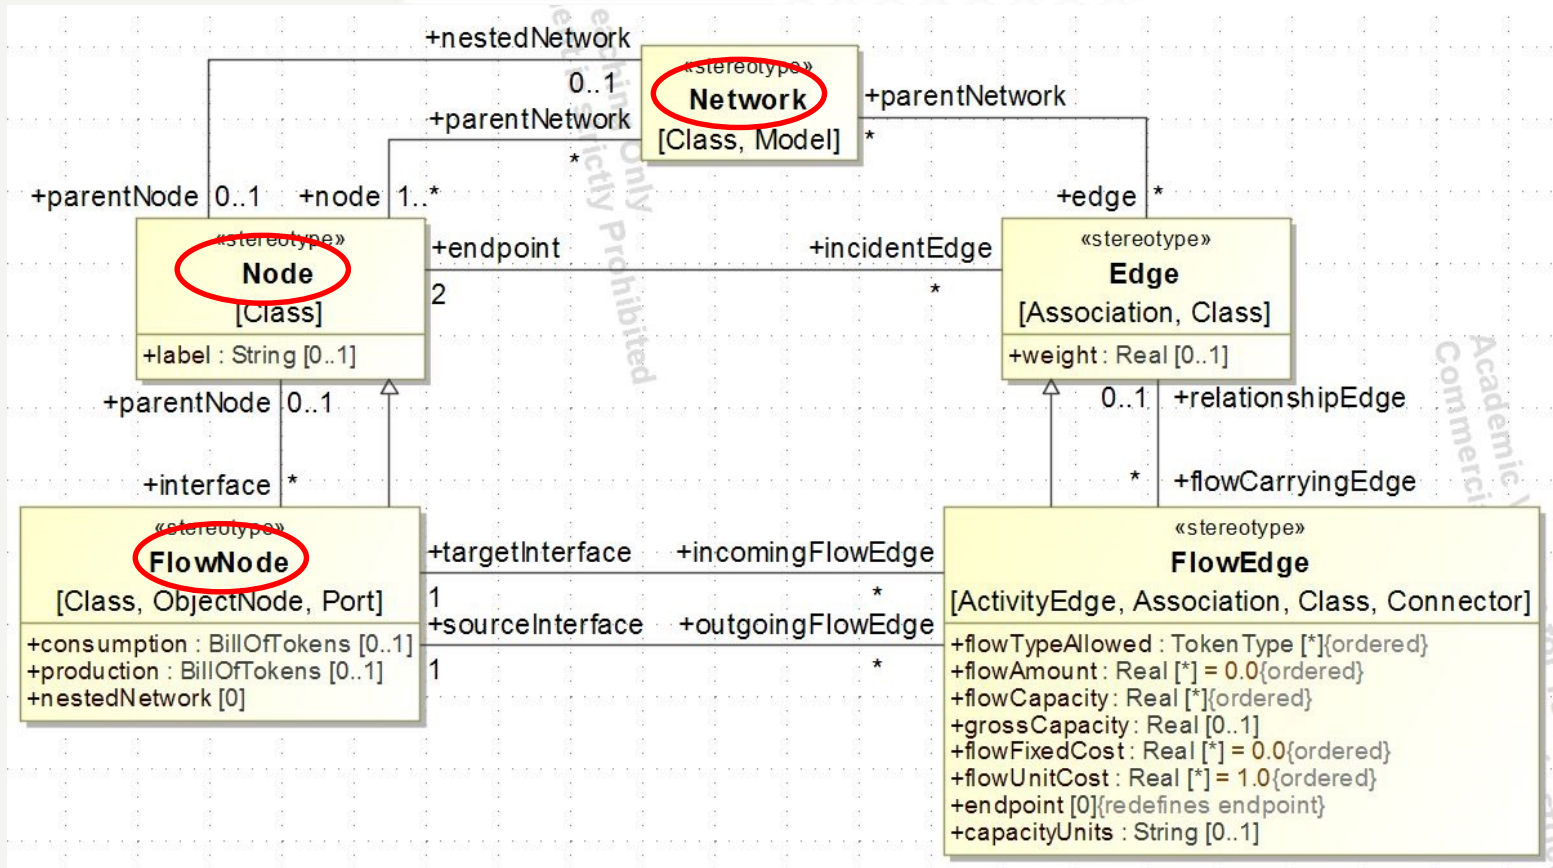 +nestedNetwork
0..1
«stereotype»
Network
[Class, Model]
+parentNetwork
*
+parentNetwork
*
+parentNode 0..1
+node 1..*
+edge *
«stereotype»
Node
[Class]
+label : String [0..1]
+endpoint
2
+incidentEdge
*
«stereotype»
Edge
[Association, Class]
+weight : Real [0..1]
+parentNode 0..1
+interface *
0..1 +relationshipEdge
* +flowCarryingEdge
«stereotype»
FlowNode
[Class, ObjectNode, Port]
+consumption : BillOfTokens [0..1]
+production : BillOfTokens [0..1]
+nestedNetwork [0]
+targetInterface
1
+incomingFlowEdge
*
+sourceInterface
1
+outgoingFlowEdge
*
«stereotype»
FlowEdge
[ActivityEdge, Association, Class, Connector]
+flowTypeAllowed : TokenType [*]{ordered}
+flowAmount : Real [*] = 0.0{ordered}
+flowCapacity : Real [*]{ordered}
+grossCapacity : Real [0..1]
+flowFixedCost : Real [*] = 0.0{ordered}
+flowUnitCost : Real [*] = 1.0{ordered}
+endpoint [0]{redefines endpoint}
+capacityUnits : String [0..1]
Only
strictly Prohibited
Academic